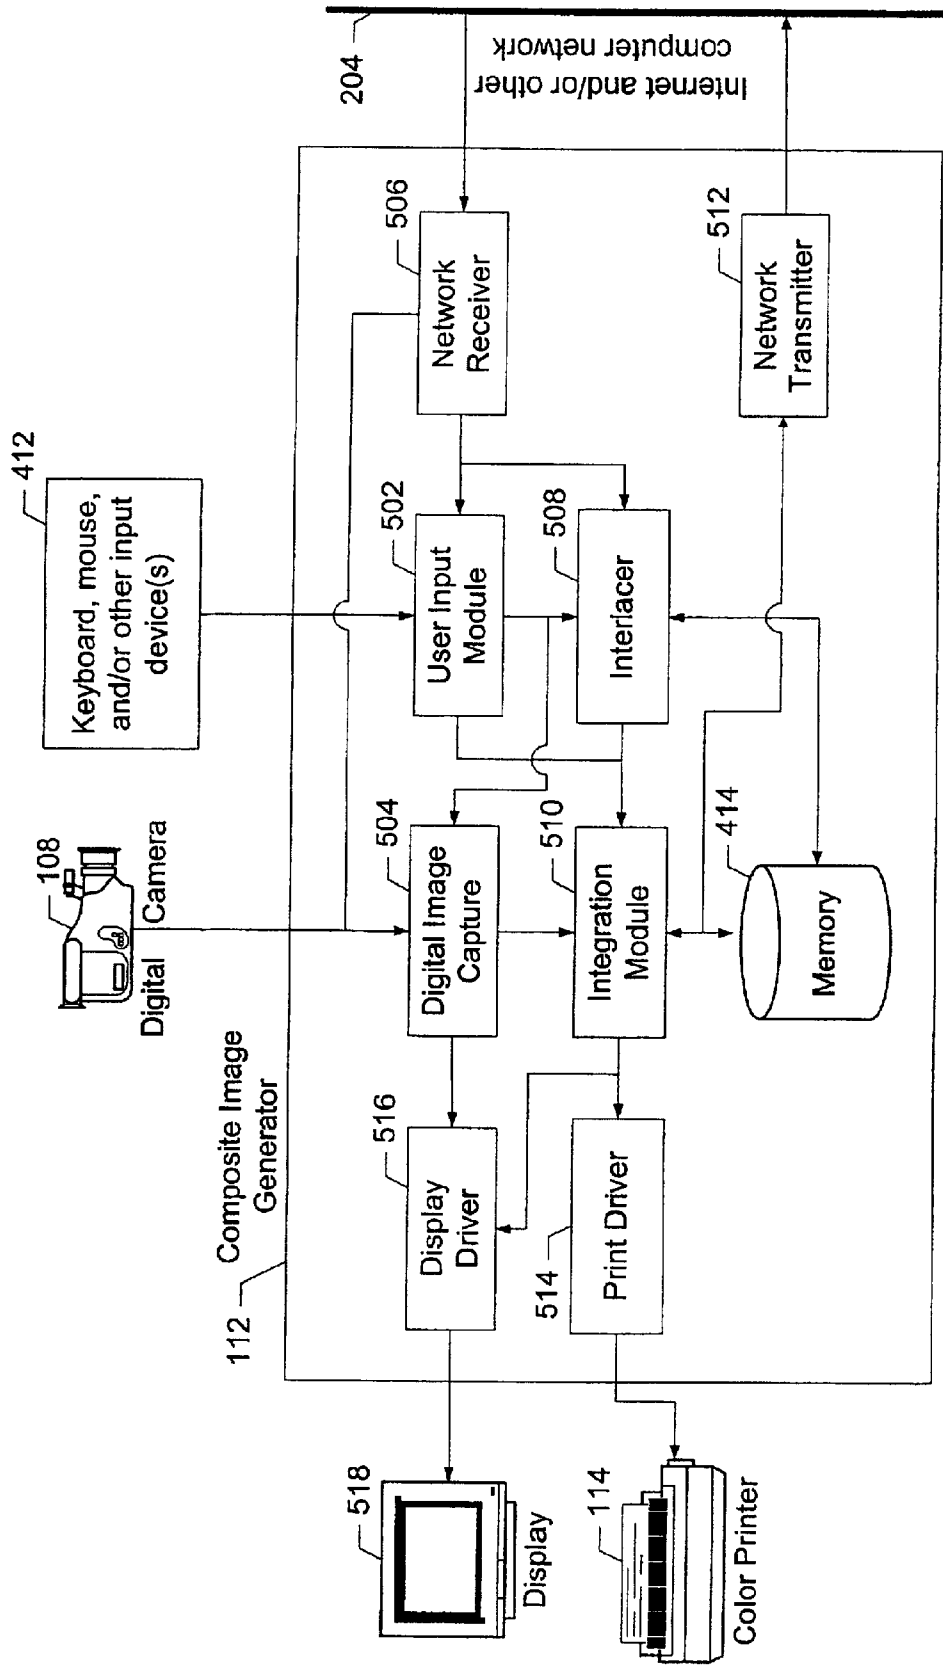 Digital Camera
108
Keyboard, mouse,
and/or other input
device(s)
412
204
Internet and/or other
computer network
Composite Image
Generator
112
518
Display
Display
Driver
516
Digital Image
Capture
504
User Input
Module
502
Network
Receiver
506
114
Color Printer
Print Driver
514
Integration
Module
510
Interlacer
508
Memory
414
Network
Transmitter
512